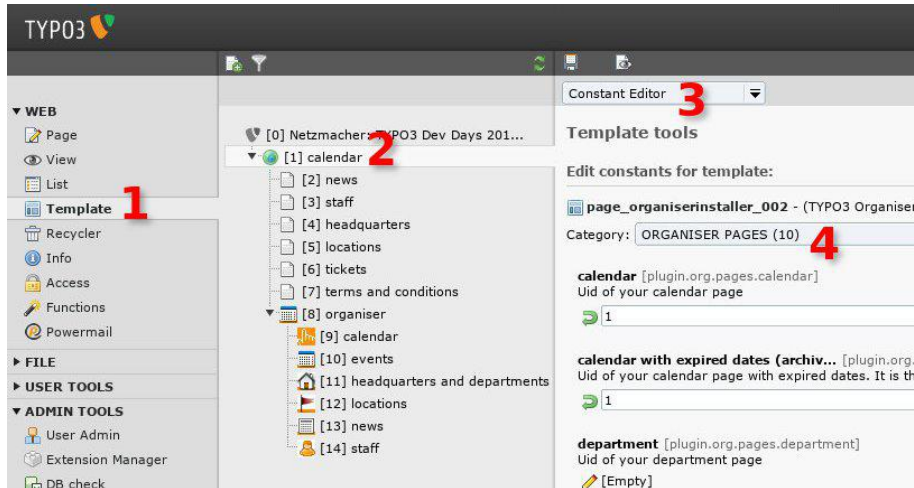 TYPO3
Constant Editor
3
WEB
Page
View
List
Template
1
Recycler
Info
Access
Functions
Powermail
FILE
USER TOOLS
ADMIN TOOLS
User Admin
Extension Manager
DB check
[0] Netzmacher: TYPO3 Dev Days 201...
2
[1] calendar
[2] news
[3] staff
[4] headquarters
[5] locations
[6] tickets
[7] terms and conditions
[8] organiser
[9] calendar
[10] events
[11] headquarters and departments
[12] locations
[13] news
[14] staff
Template tools
Edit constants for template:
page_organiserinstaller_002 - (TYPO3 Organiser
Category: ORGANISER PAGES (10)
4
calendar [plugin.org.pages.calendar]
Uid of your calendar page
1
calendar with expired dates (archiv... [plugin.org.
Uid of your calendar page with expired dates. It is th
1
department [plugin.org.pages.department]
Uid of your department page
[Empty]